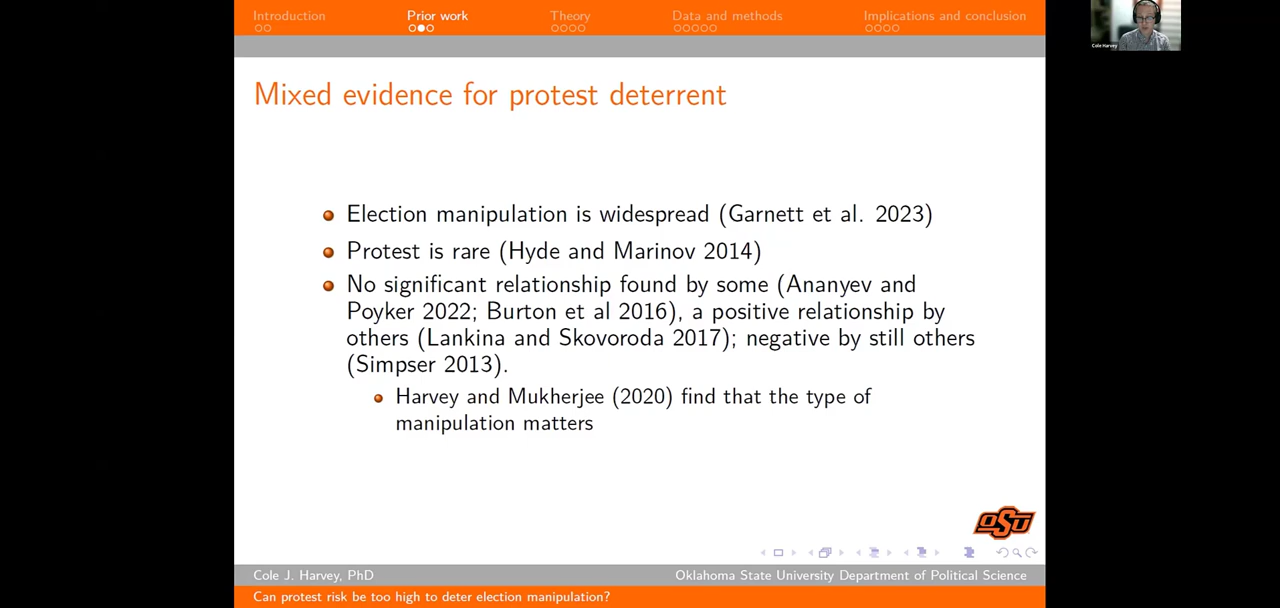 Introduction
Prior work
Theory
Data and methods
Implications and conclusion
Cole Harvey
Mixed evidence for protest deterrent
Election manipulation is widespread (Garnett et al. 2023)
Protest is rare (Hyde and Marinov 2014)
No significant relationship found by some (Ananyev and
Poyker 2022; Burton et al 2016), a positive relationship by
others (Lankina and Skovoroda 2017); negative by still others
(Simpser 2013).
Harvey and Mukherjee (2020) find that the type of
manipulation matters
OSU
Cole J. Harvey, PhD
Oklahoma State University Department of Political Science
Can protest risk be too high to deter election manipulation?